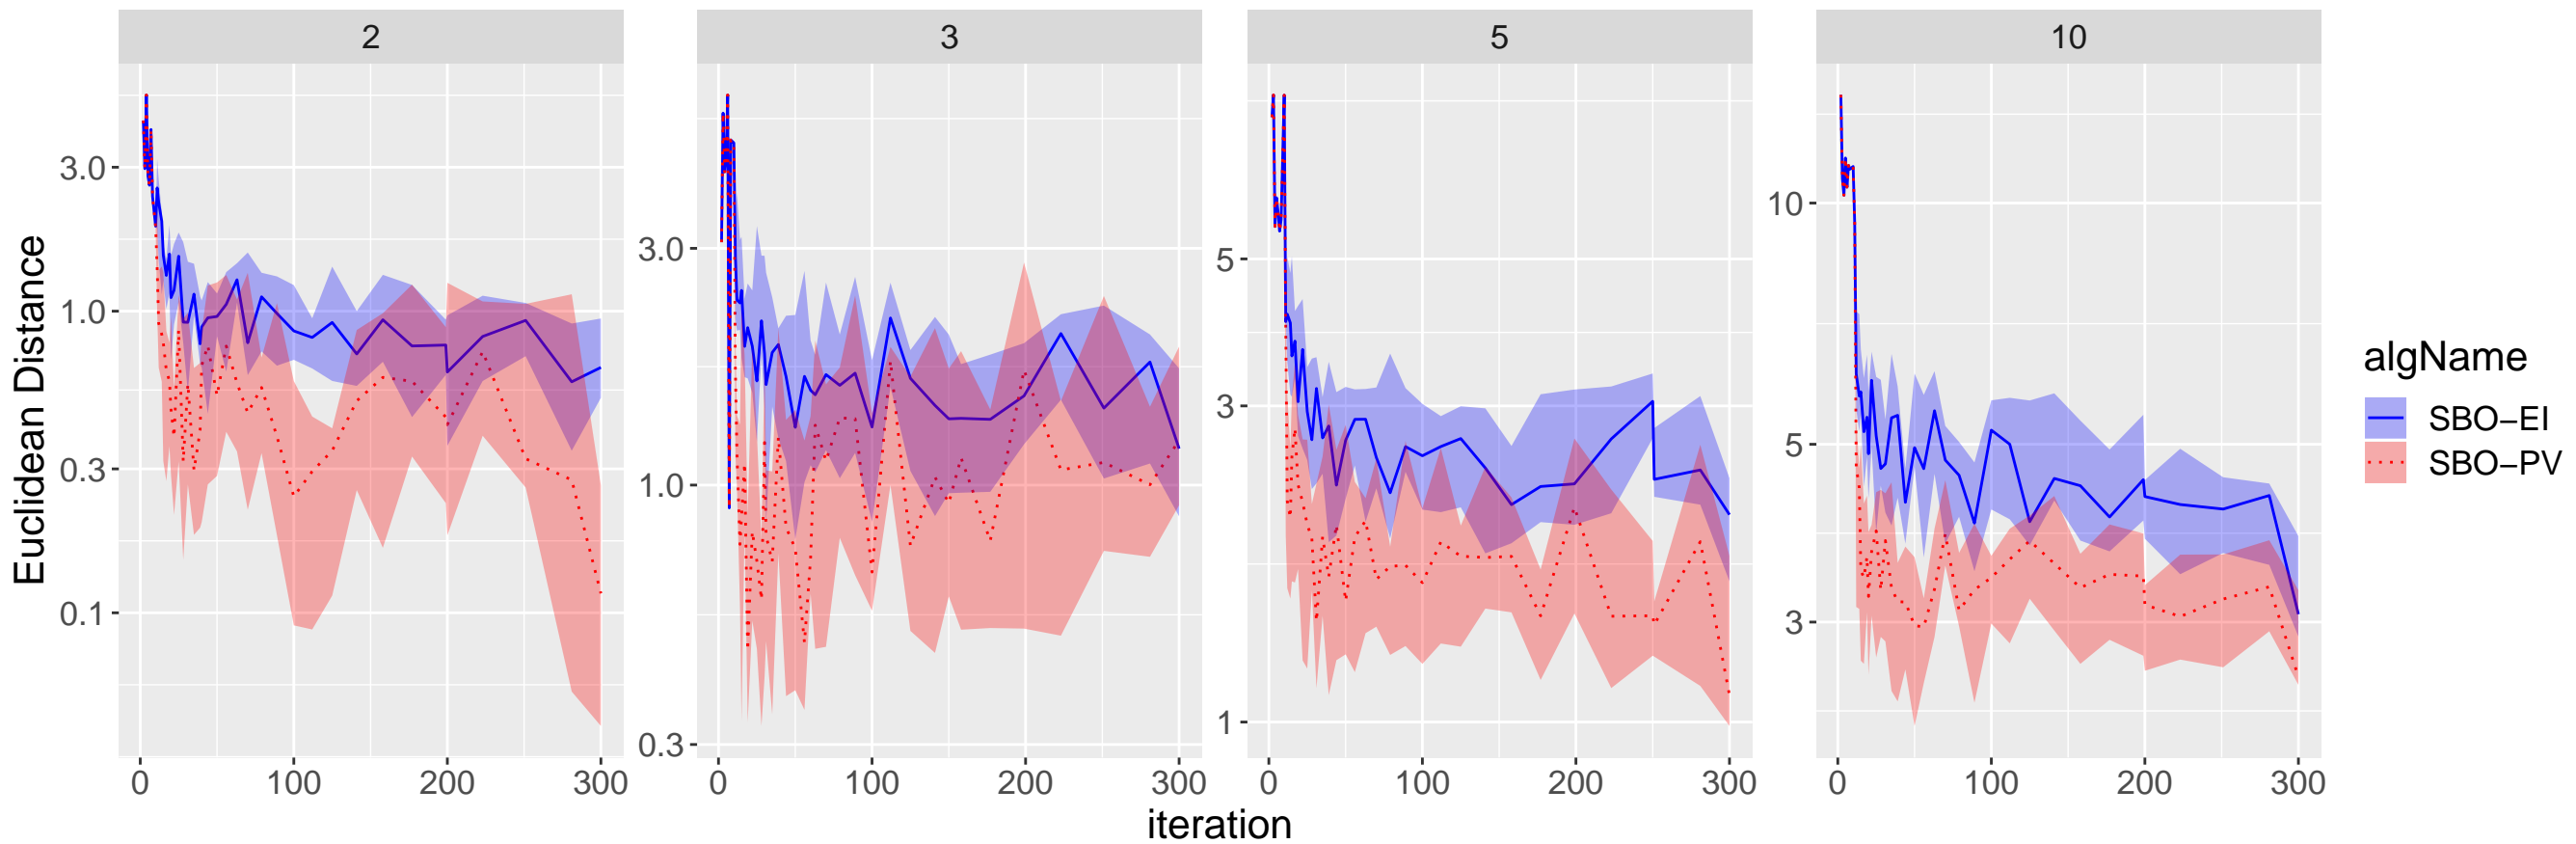 2 3 5 10
Euclidean Distance
3.0
1.0
0.3
0.1
3.0
1.0
0.3
5
3
1
10
5
3
0 100 200 300 0 100 200 300 0 100 200 300 0 100 200 300
iteration
algName
SBO−EI
SBO−PV